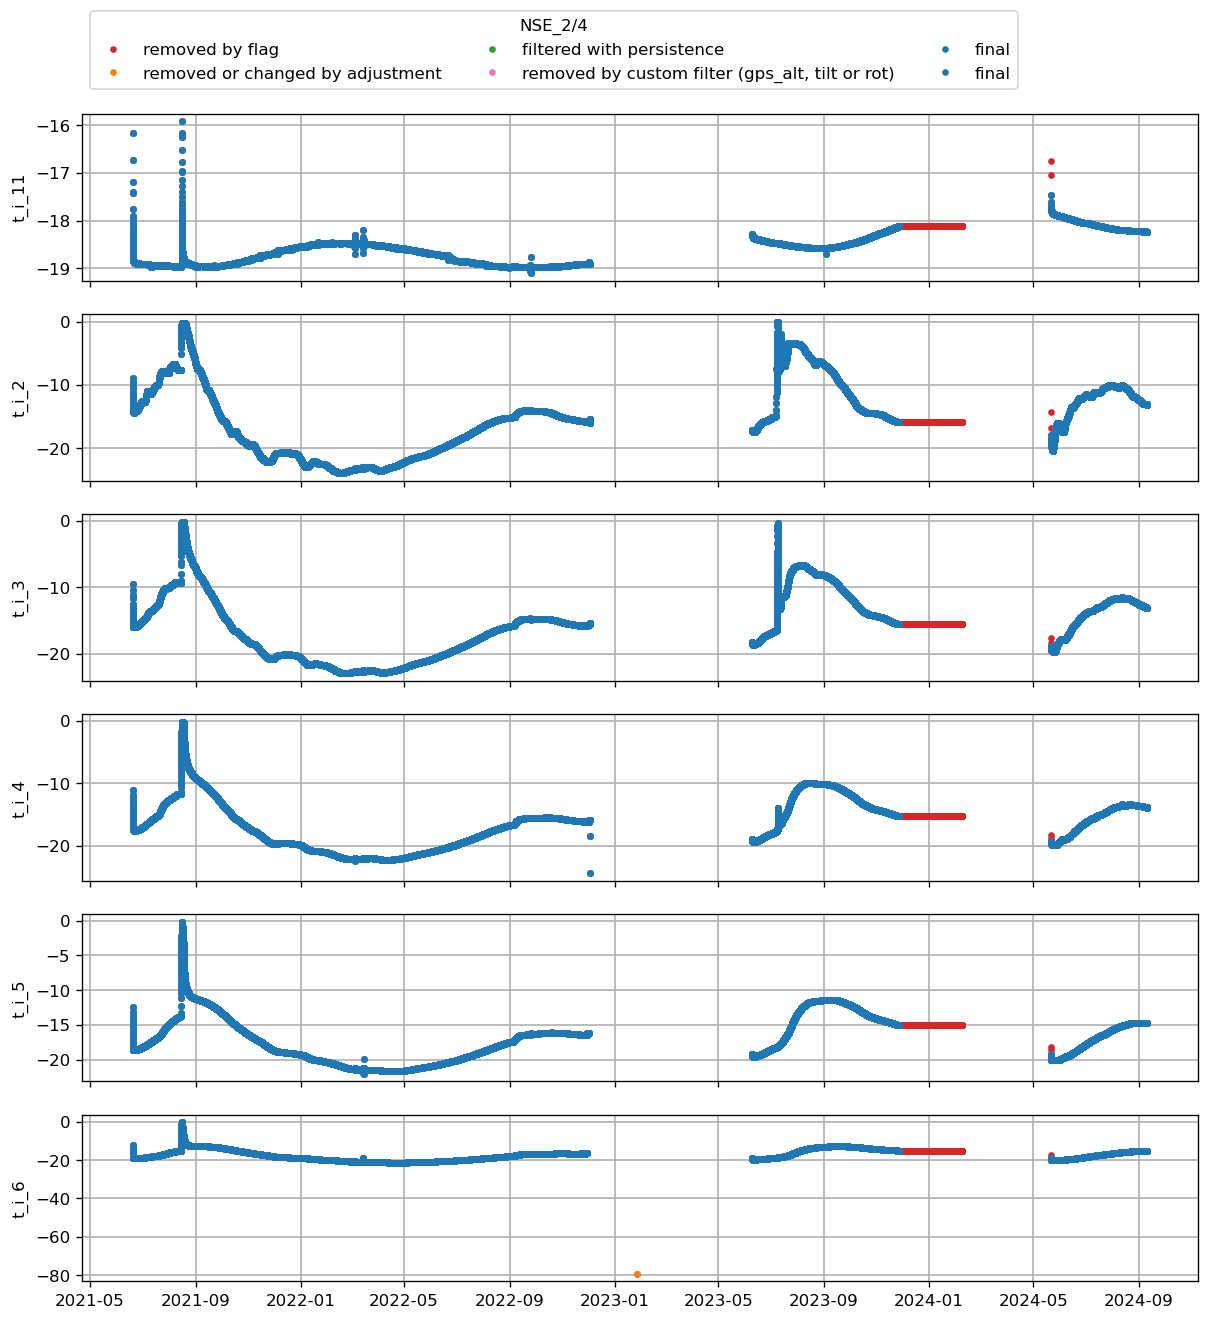 NSE_2/4
removed by flag
removed or changed by adjustment
filtered with persistence
removed by custom filter (gps_alt, tilt or rot)
final
final
−16
−17
−18
−19
t_i_11
0
−10
−20
t_i_2
0
−10
−20
t_i_3
0
−10
−20
t_i_4
0
−5
−10
−15
−20
t_i_5
0
−20
−40
−60
−80
t_i_6
2021-05 2021-09 2022-01 2022-05 2022-09 2023-01 2023-05 2023-09 2024-01 2024-05 2024-09